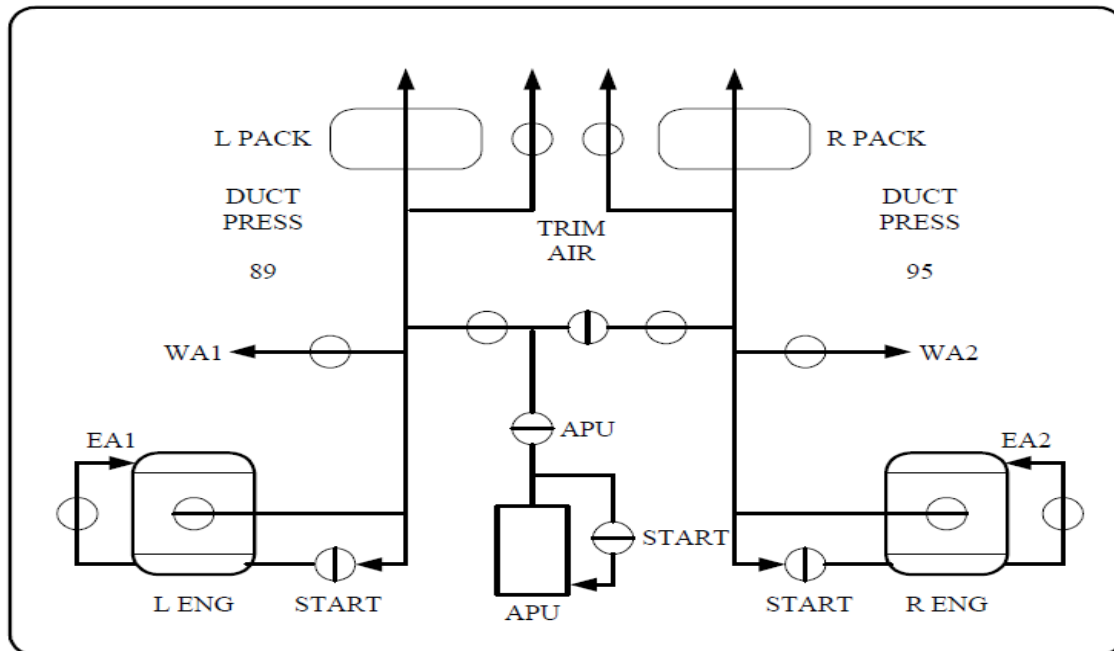 L PACK
R PACK
DUCT
PRESS
89
TRIM
AIR
DUCT
PRESS
95
WA1
WA2
APU
EA1
EA2
START
L ENG
START
APU
START
R ENG